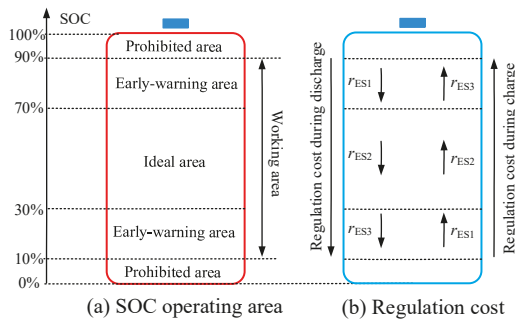 SOC
100%
Prohibited area
90%
Early-warning area
70%
Ideal area
30%
Early-warning area
10%
Prohibited area
0%
Working area
(a) SOC operating area
Regulation cost during discharge
rES1
rES3
rES2
rES2
rES3
rES1
Regulation cost during charge
(b) Regulation cost